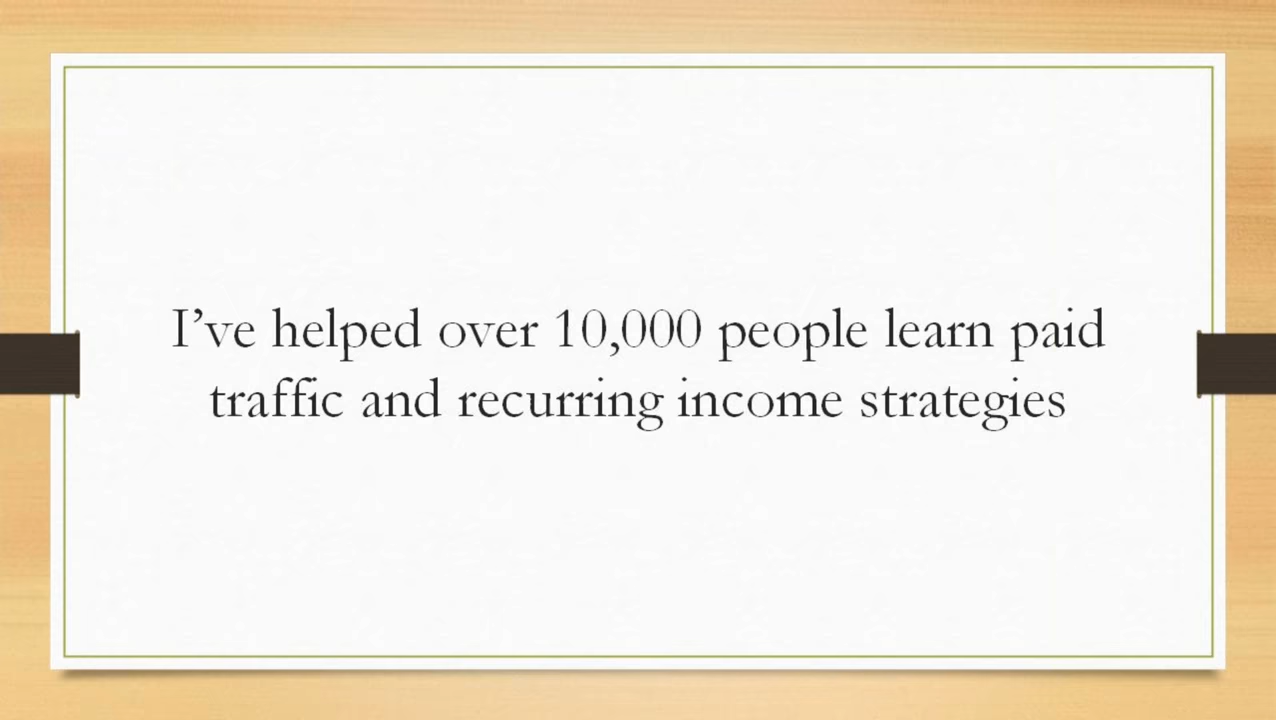 I’ve helped over 10,000 people learn paid
traffic and recurring income strategies